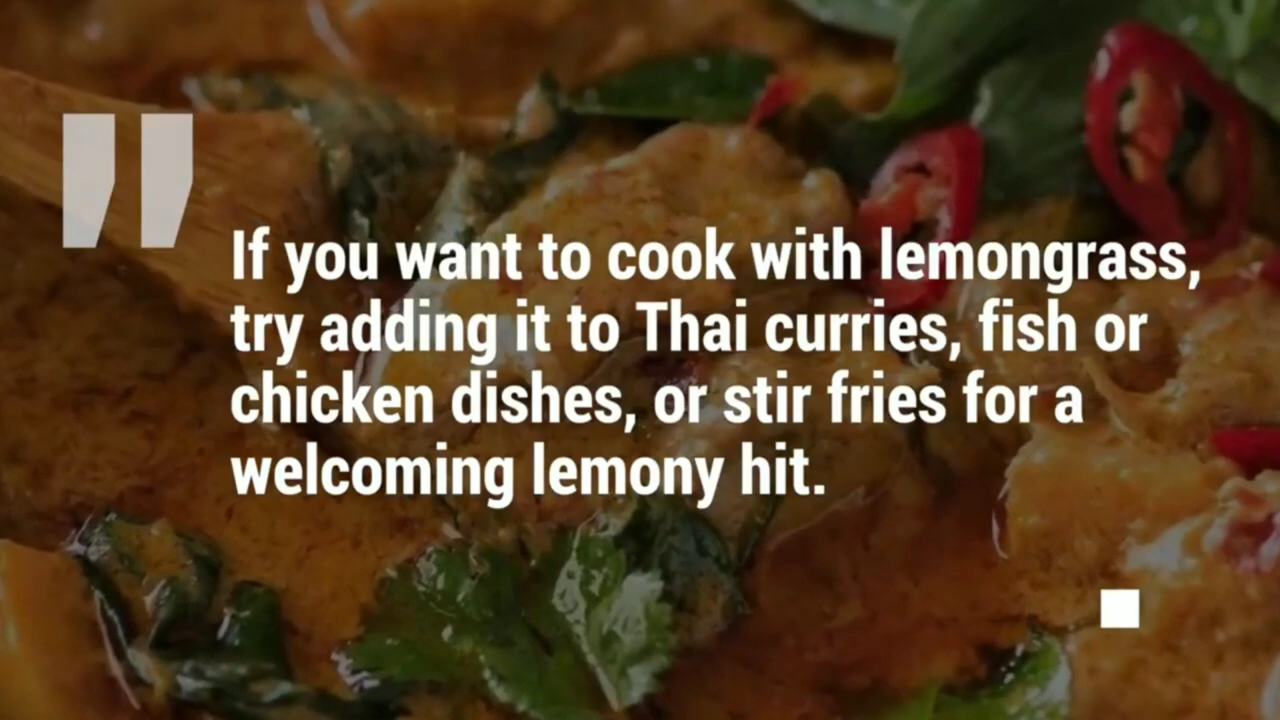 "
If you want to cook with lemongrass,
try adding it to Thai curries, fish or
chicken dishes, or stir fries for a
welcoming lemony hit.